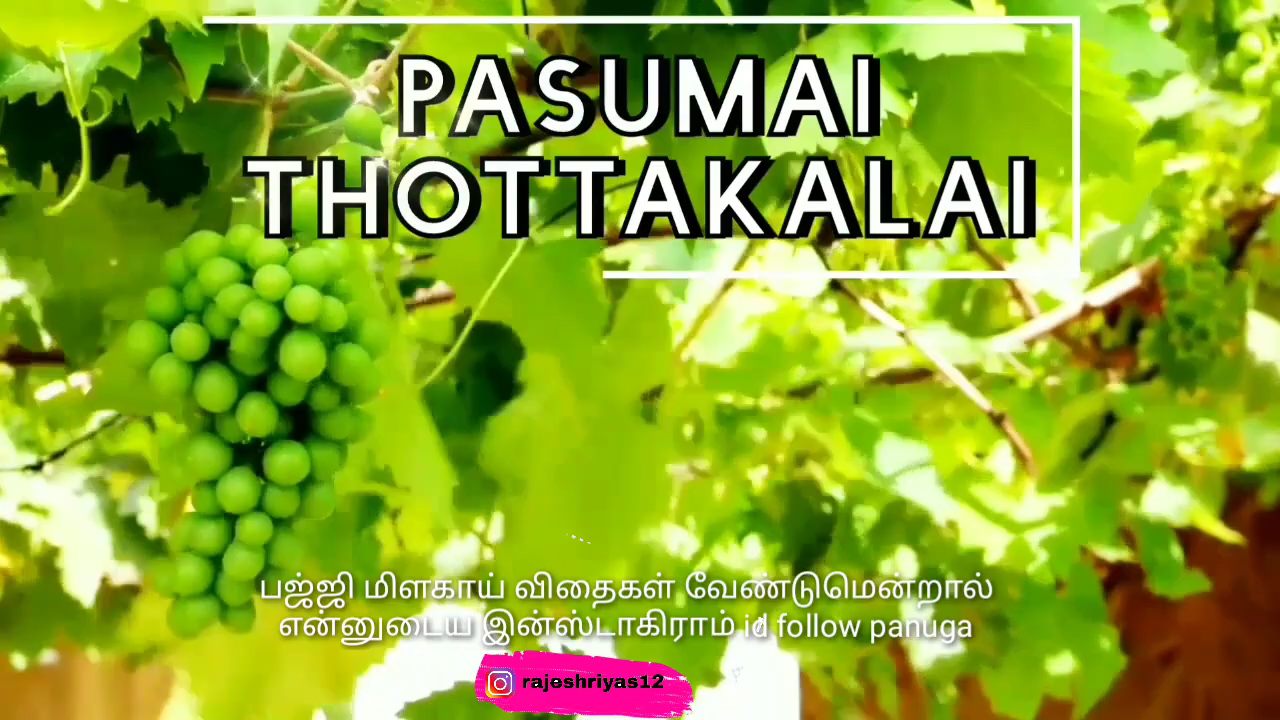 PASUMAI
THOTTAKALAI
பஜ்ஜி மிளகாய் விதைகள் வேண்டுமென்றால்
என்னுடைய இன்ஸ்டாகிராம் id follow panuga
rajeshriyas12